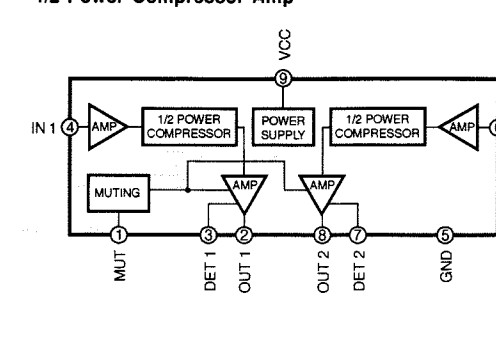 1/2 Power Compressor Amp
VCC
9
IN 1 4 AMP
1/2 POWER
COMPRESSOR
POWER
SUPPLY
1/2 POWER
COMPRESSOR
AMP
MUTING
AMP
AMP
1
3
2
8
7
5
MUT
DET 1
OUT 1
OUT 2
DET 2
GND